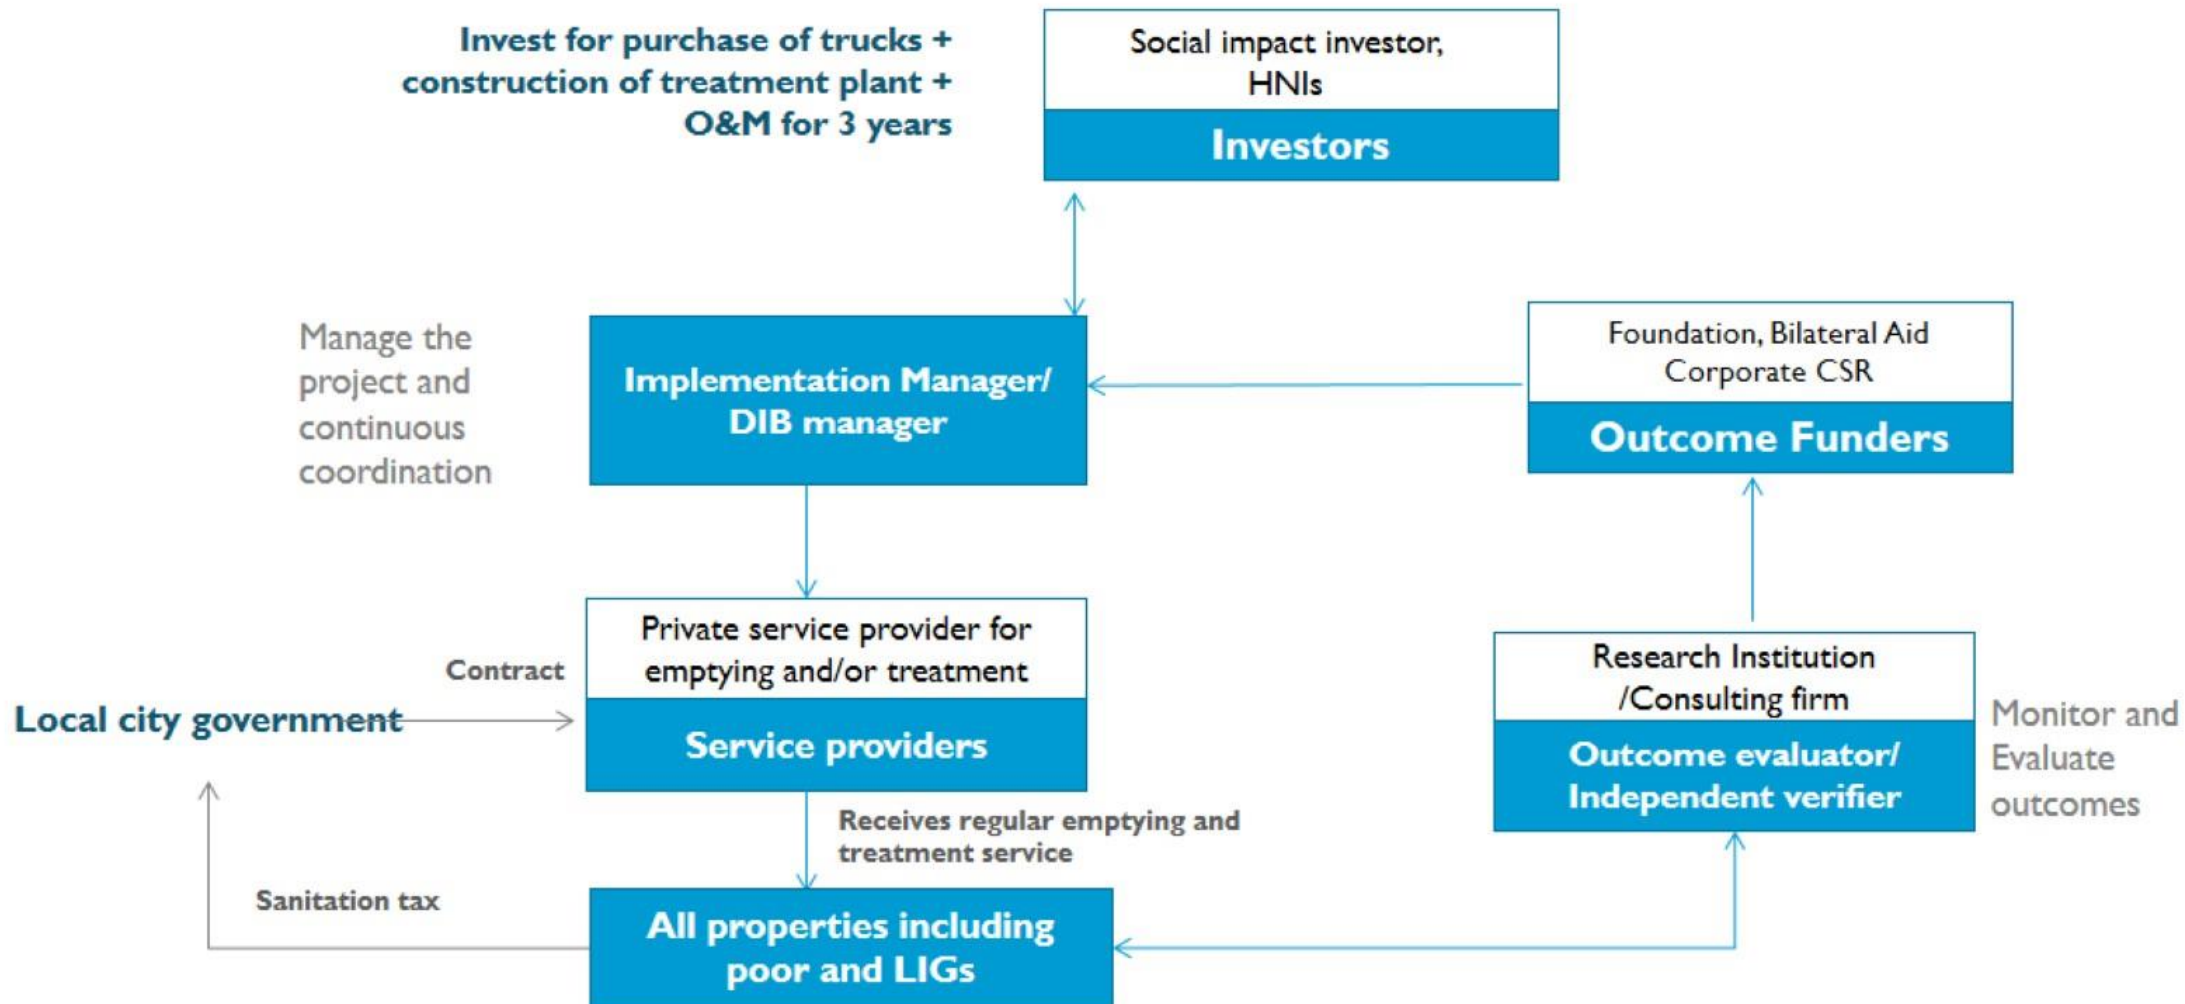 Invest for purchase of trucks +
construction of treatment plant +
O&M for 3 years
Social impact investor,
HNIs
Investors
Manage the
project and
continuous
coordination
Implementation Manager/
DIB manager
Foundation, Bilateral Aid
Corporate CSR
Outcome Funders
Contract
Local city government
Private service provider for
emptying and/or treatment
Service providers
Research Institution
/Consulting firm
Outcome evaluator/
Independent verifier
Monitor and
Evaluate
outcomes
Receives regular emptying and
treatment service
Sanitation tax
All properties including
poor and LIGs